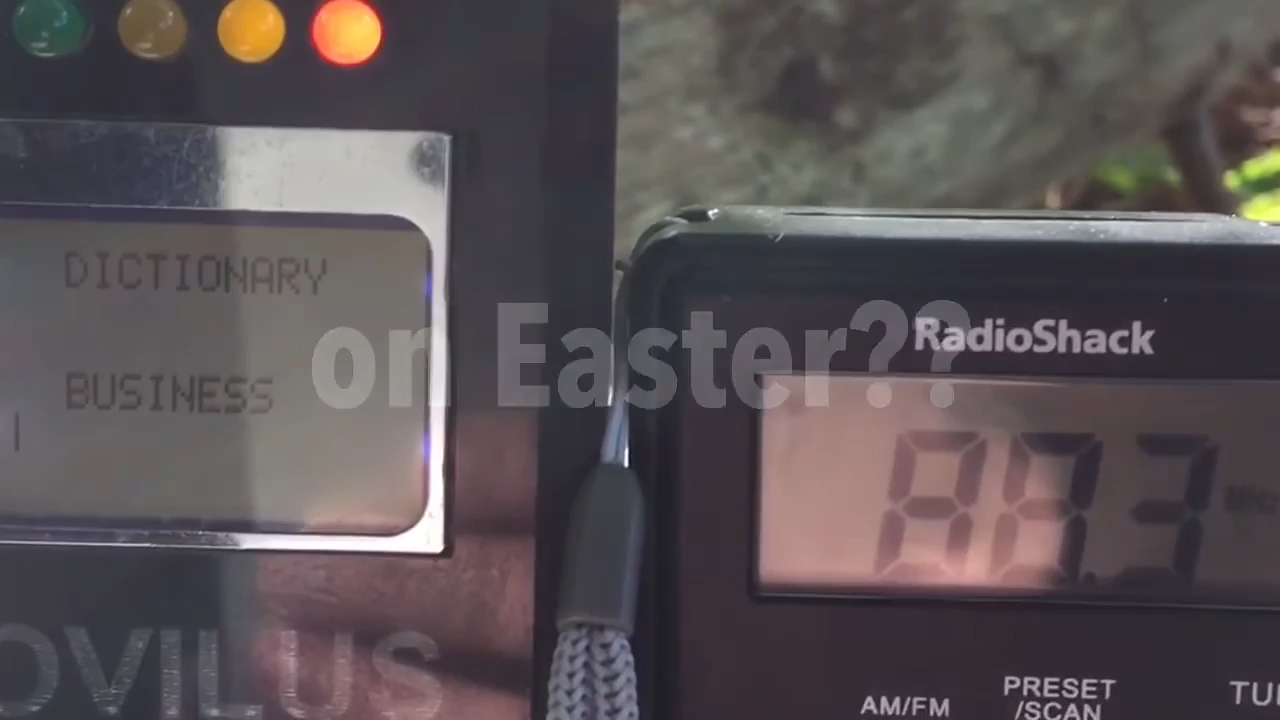 DICTIONARY
BUSINESS
on Easter??
RadioShack
OVILUS
AM/FM
PRESET
/SCAN